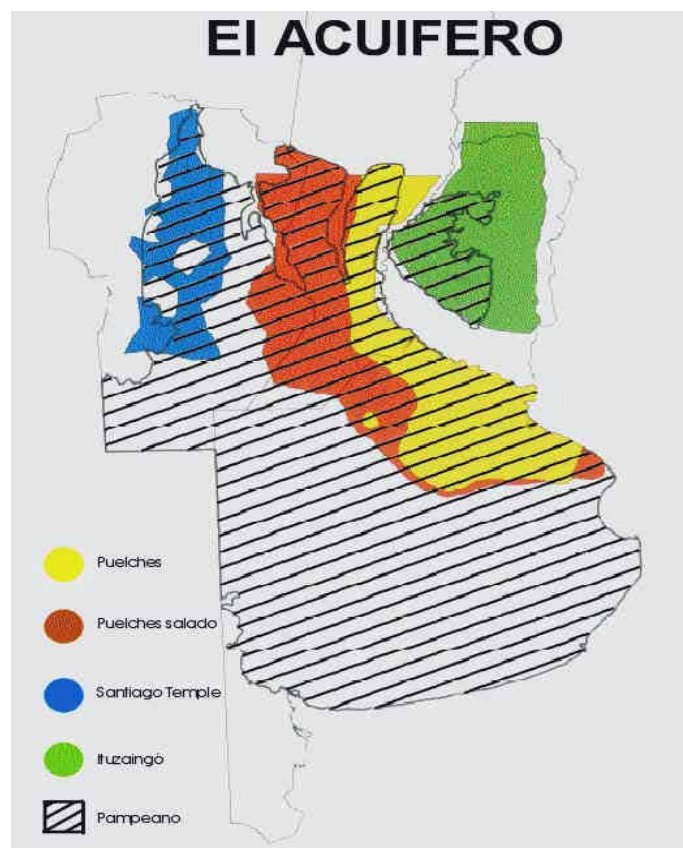 El ACUIFERO
Puelches
Puelches salado
Santiago Temple
Ituzaingó
Pampeano